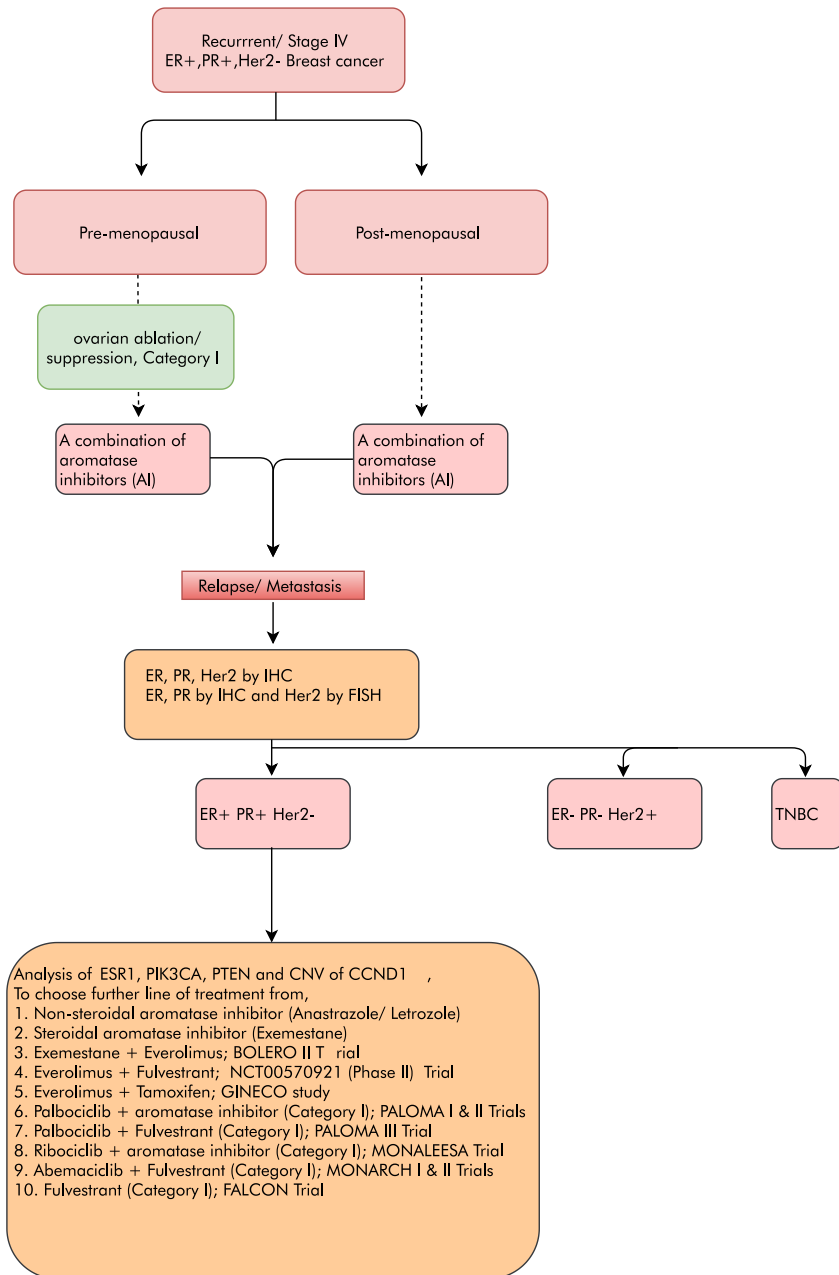 Recurrrent/ Stage IV
ER+,PR+,Her2- Breast cancer
Pre-menopausal
Post-menopausal
ovarian ablation/
suppression, Category I
A combination of
aromatase
inhibitors (AI)
A combination of
aromatase
inhibitors (AI)
Relapse/ Metastasis
ER, PR, Her2 by IHC
ER, PR by IHC and Her2 by FISH
ER+ PR+ Her2-
ER- PR- Her2+
TNBC
Analysis of ESR1, PIK3CA, PTEN and CNV of CCND1 ,
To choose further line of treatment from,
1. Non-steroidal aromatase inhibitor (Anastrazole/ Letrozole)
2. Steroidal aromatase inhibitor (Exemestane)
3. Exemestane + Everolimus; BOLERO II T rial
4. Everolimus + Fulvestrant; NCT00570921 (Phase II) Trial
5. Everolimus + Tamoxifen; GINECO study
6. Palbociclib + aromatase inhibitor (Category I); PALOMA I & II Trials
7. Palbociclib + Fulvestrant (Category I); PALOMA III Trial
8. Ribociclib + aromatase inhibitor (Category I); MONALEESA Trial
9. Abemaciclib + Fulvestrant (Category I); MONARCH I & II Trials
10. Fulvestrant (Category I); FALCON Trial